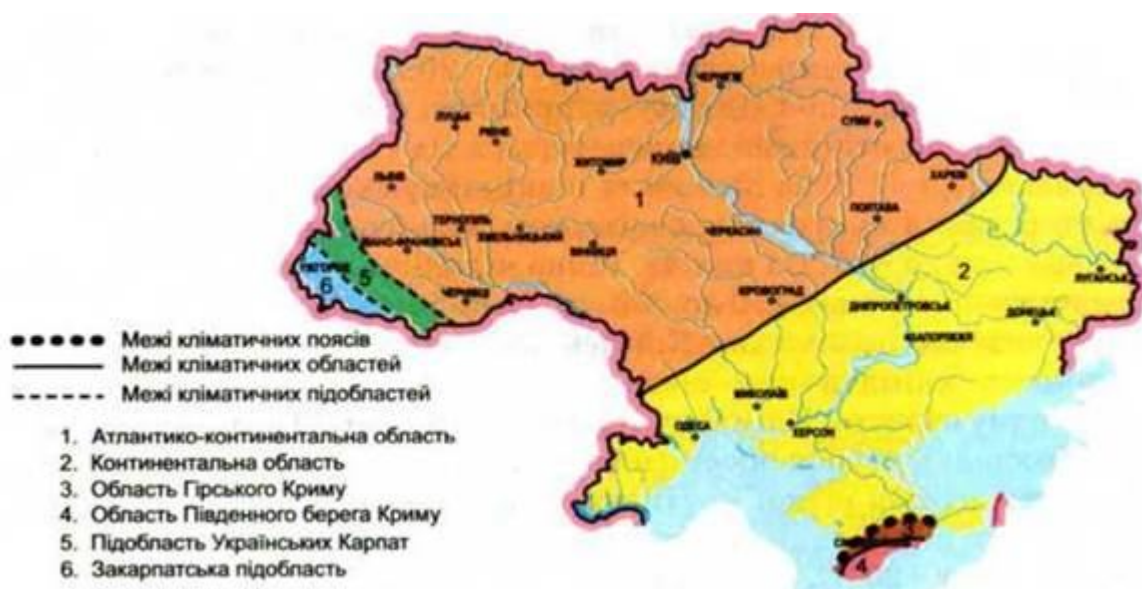 ЧЕРНІГІВ
ЛУЦЬК
РІВНЕ
СУМИ
ЖИТОМИР
КИЇВ
ЛЬВІВ
ХАРКІВ
1
ТЕРНОПІЛЬ
ПОЛТАВА
ІВАНО-ФРАНКІВСЬК
ХМЕЛЬНИЦЬКИЙ
ВІННИЦЯ
ЧЕРКАСИ
2
УЖГОРОД
5
6
ЛУГАНСЬК
ЧЕРНІВЦІ
КІРОВОГРАД
ДНІПРОПЕТРОВСЬК
ДОНЕЦЬК
ЗАПОРІЖЖЯ
МИКОЛАЇВ
ОДЕСА
ХЕРСОН
3
4
Межі кліматичних поясів
Межі кліматичних областей
Межі кліматичних підобластей
1. Атлантико-континентальна область
2. Континентальна область
3. Область Гірського Криму
4. Область Південного берега Криму
5. Підобласть Українських Карпат
6. Закарпатська підобласть